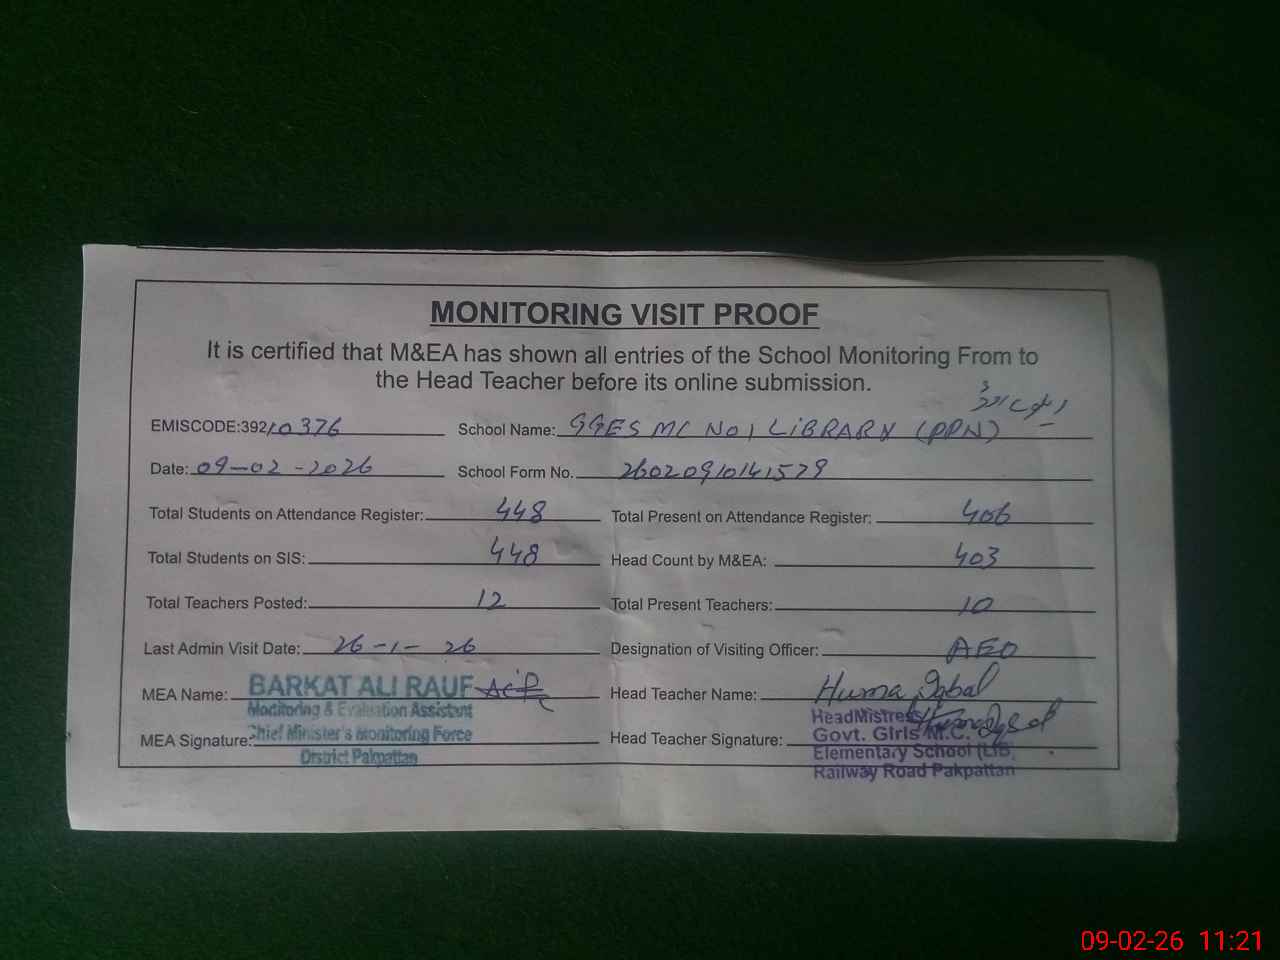 MONITORING VISIT PROOF
It is certified that M&EA has shown all entries of the School Monitoring From to
the Head Teacher before its online submission.
EMISCODE:39210376 School Name: GGES MC NO 1 LIBRARY (PPN)
Date: 09-02-2026 School Form No. 26020910141529
Total Students on Attendance Register: 448 Total Present on Attendance Register: 406
Total Students on SIS: 448 Head Count by M&EA: 403
Total Teachers Posted: 12 Total Present Teachers: 10
Last Admin Visit Date: 26-1-26 Designation of Visiting Officer: AEO
MEA Name: BARKAT ALI RAUF Head Teacher Name: Huma Iqbal
Monitoring & Evaluation Assistant
Chief Minister's Monitoring Force
District Pakpattan
MEA Signature: Head Teacher Signature: Huma Iqbal
HeadMistress
Govt. Girls M.C.
Elementary School (Lib
Railway Road Pakpattan
09-02-26 11:21